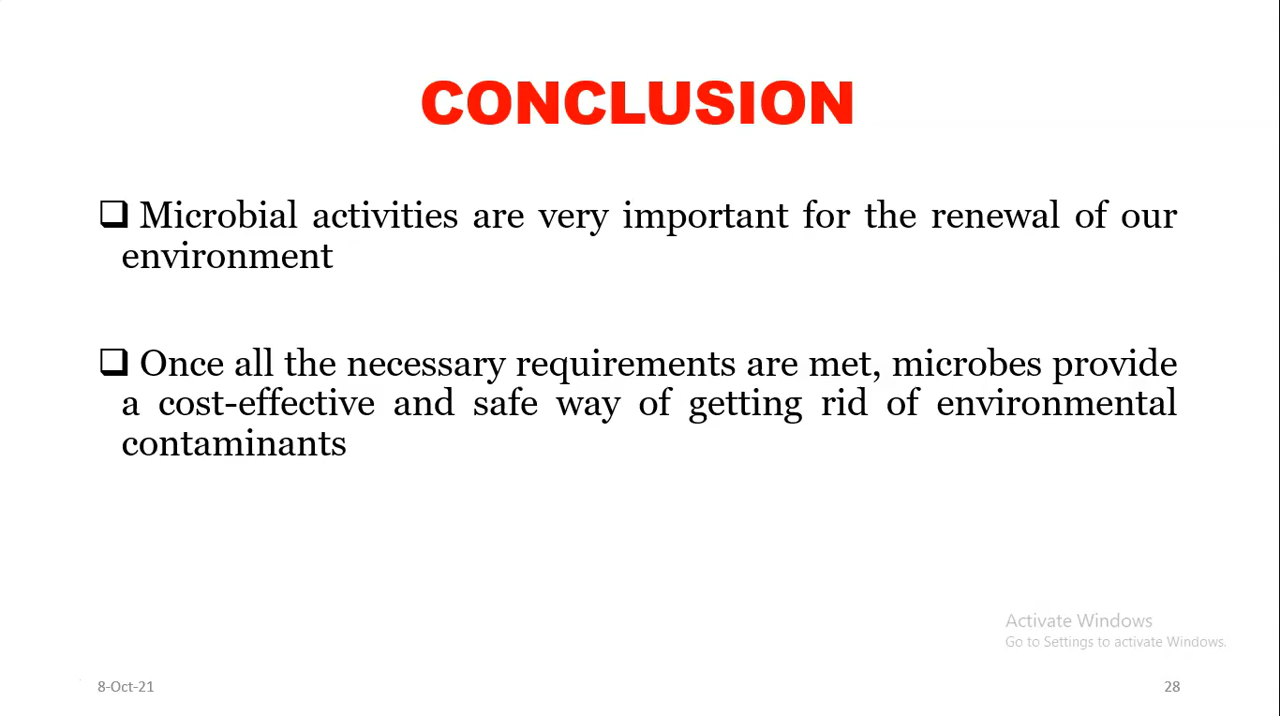 CONCLUSION
❑ Microbial activities are very important for the renewal of our
environment
❑ Once all the necessary requirements are met, microbes provide
a cost-effective and safe way of getting rid of environmental
contaminants
Activate Windows
Go to Settings to activate Windows.
8-Oct-21
28